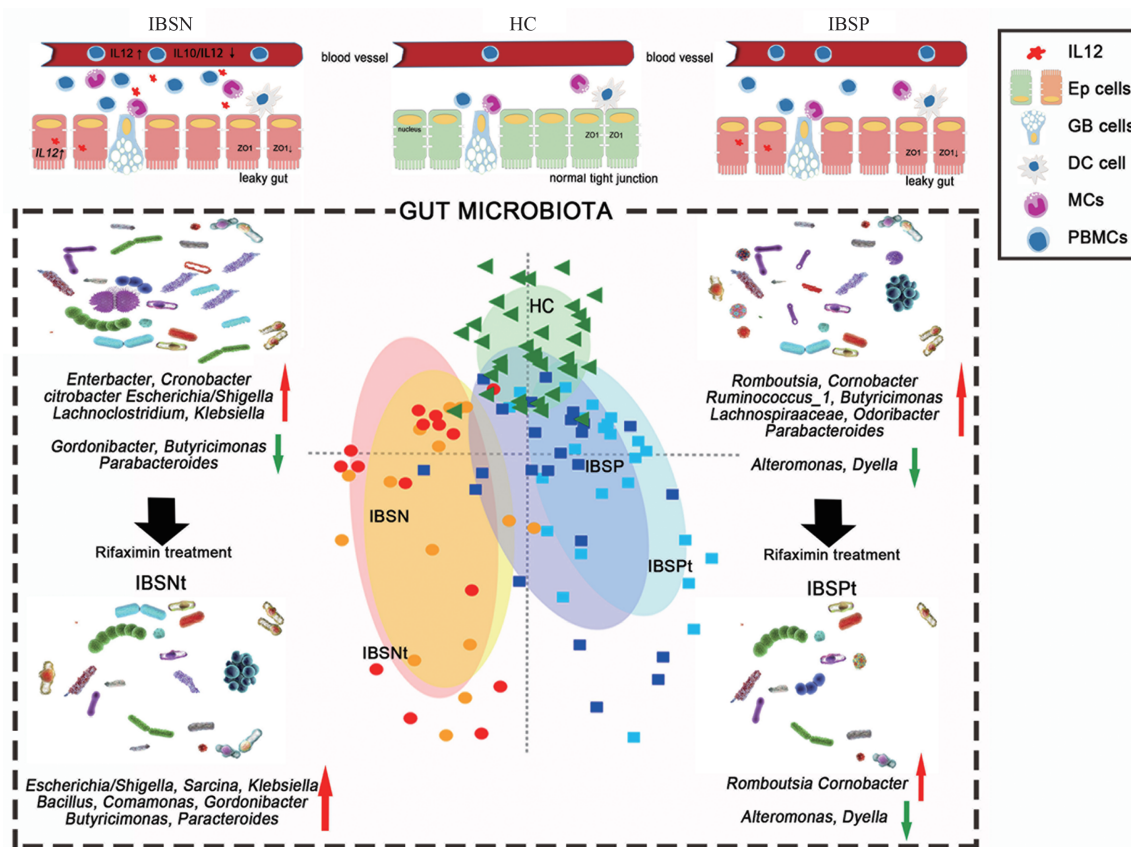 IBSN
HC
IBSP
IL12 ↑
IL10/IL12 ↓
blood vessel
blood vessel
IL12↑
ZO1
ZO1↓
leaky gut
nucleus
ZO1
ZO1
normal tight junction
ZO1
ZO1↓
leaky gut
IL12
Ep cells
GB cells
DC cell
MCs
PBMCs
GUT MICROBIOTA
Enterbacter, Cronobacter
citrobacter Escherichia/Shigella
Lachnoclostridium, Klebsiella
Gordonibacter, Butyricimonas
Parabacteroides
Rifaximin treatment
IBSNt
Escherichia/Shigella, Sarcina, Klebsiella
Bacillus, Comamonas, Gordonibacter
Butyricimonas, Paracteroides
HC
IBSP
IBSN
IBSPt
IBSNt
Romboutsia, Cornobacter
Ruminococcus_1, Butyricimonas
Lachnospiraaceae, Odoribacter
Parabacteroides
Alteromonas, Dyella
Rifaximin treatment
IBSPt
Romboutsia Cornobacter
Alteromonas, Dyella